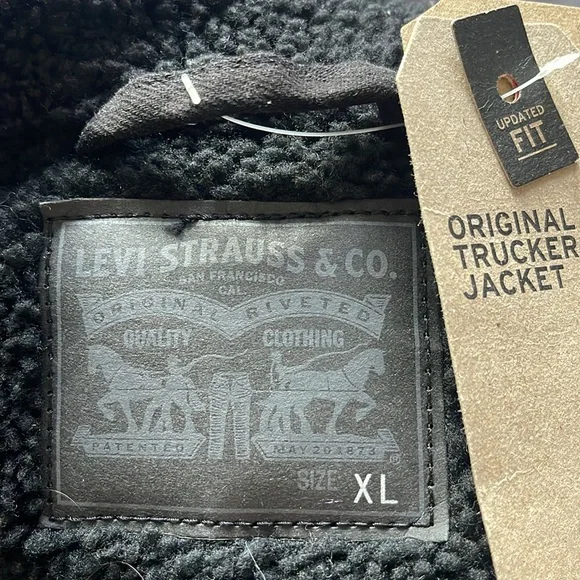 UPDATED
FIT
ORIGINAL
TRUCKER
JACKET
LEVI STRAUSS & CO.
SAN FRANCISCO
CAL
ORIGINAL RIVETED
QUALITY CLOTHING
PATENTED MAY 20 1873
SIZE XL